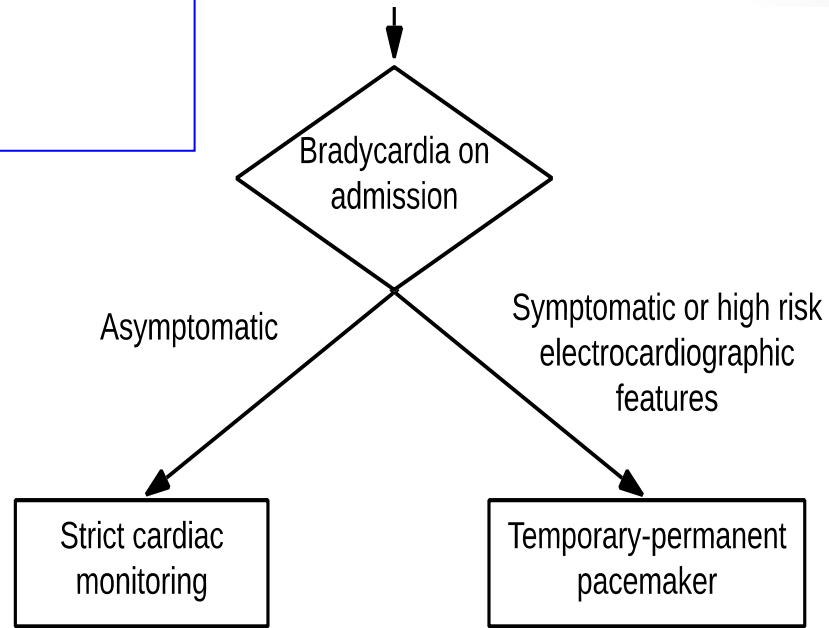 Bradycardia on
admission
Asymptomatic
Symptomatic or high risk
electrocardiographic
features
Strict cardiac
monitoring
Temporary-permanent
pacemaker